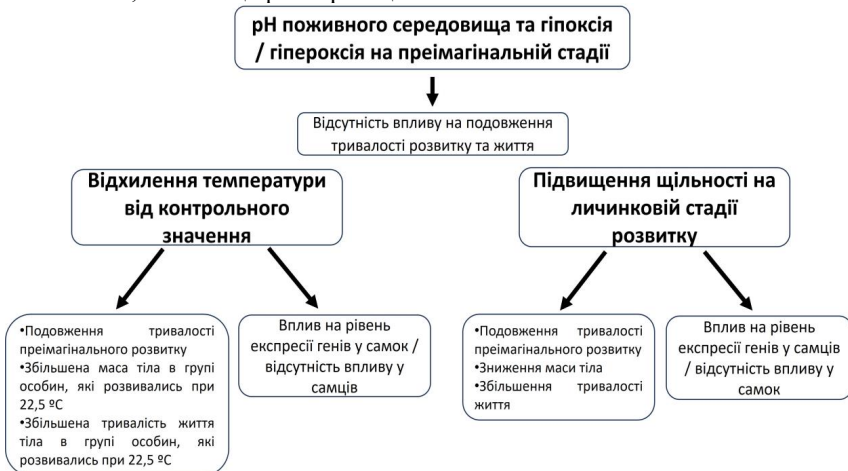 рН поживного середовища та гіпоксія
/ гіпероксія на преімагінальній стадії
Відсутність впливу на подовження
тривалості розвитку та життя
Відхилення температури
від контрольного
значення
Підвищення щільності на
личинковій стадії
розвитку
•Подовження тривалості
преімагінального розвитку
•Збільшена маса тіла в групі
особин, які розвивались при
22,5 ºС
•Збільшена тривалість життя
тіла в групі особин, які
розвивались при 22,5 ºС
Вплив на рівень
експресії генів у самок /
відсутність впливу у
самців
•Подовження тривалості
преімагінального розвитку
•Зниження маси тіла
•Збільшення тривалості
життя
Вплив на рівень
експресії генів у самців
/ відсутність впливу у
самок